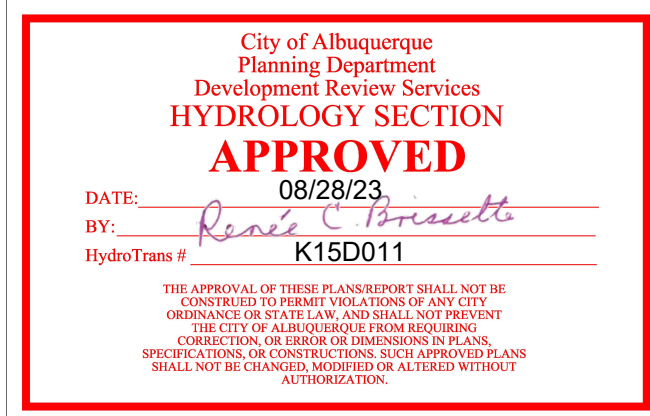 City of Albuquerque
Planning Department
Development Review Services
HYDROLOGY SECTION
APPROVED
DATE: 08/28/23
BY: Renée C. Brissette
HydroTrans # K15D011
THE APPROVAL OF THESE PLANS/REPORT SHALL NOT BE
CONSTRUED TO PERMIT VIOLATIONS OF ANY CITY
ORDINANCE OR STATE LAW, AND SHALL NOT PREVENT
THE CITY OF ALBUQUERQUE FROM REQUIRING
CORRECTION, OR ERROR OR DIMENSIONS IN PLANS,
SPECIFICATIONS, OR CONSTRUCTIONS. SUCH APPROVED PLANS
SHALL NOT BE CHANGED, MODIFIED OR ALTERED WITHOUT
AUTHORIZATION.